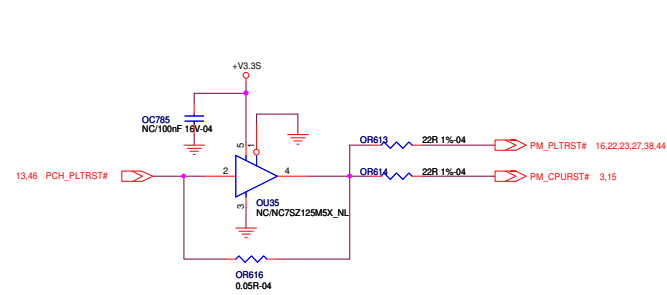 +V3.3S
OC785
NC/100nF 16V-04
5
1
OR613
22R 1%-04
PM_PLTRST# 16,22,23,27,38,44
13,46 PCH_PLTRST#
2
4
OR614
22R 1%-04
PM_CPURST# 3,15
3
OU35
NC/NC7SZ125M5X_NL
OR616
0.05R-04